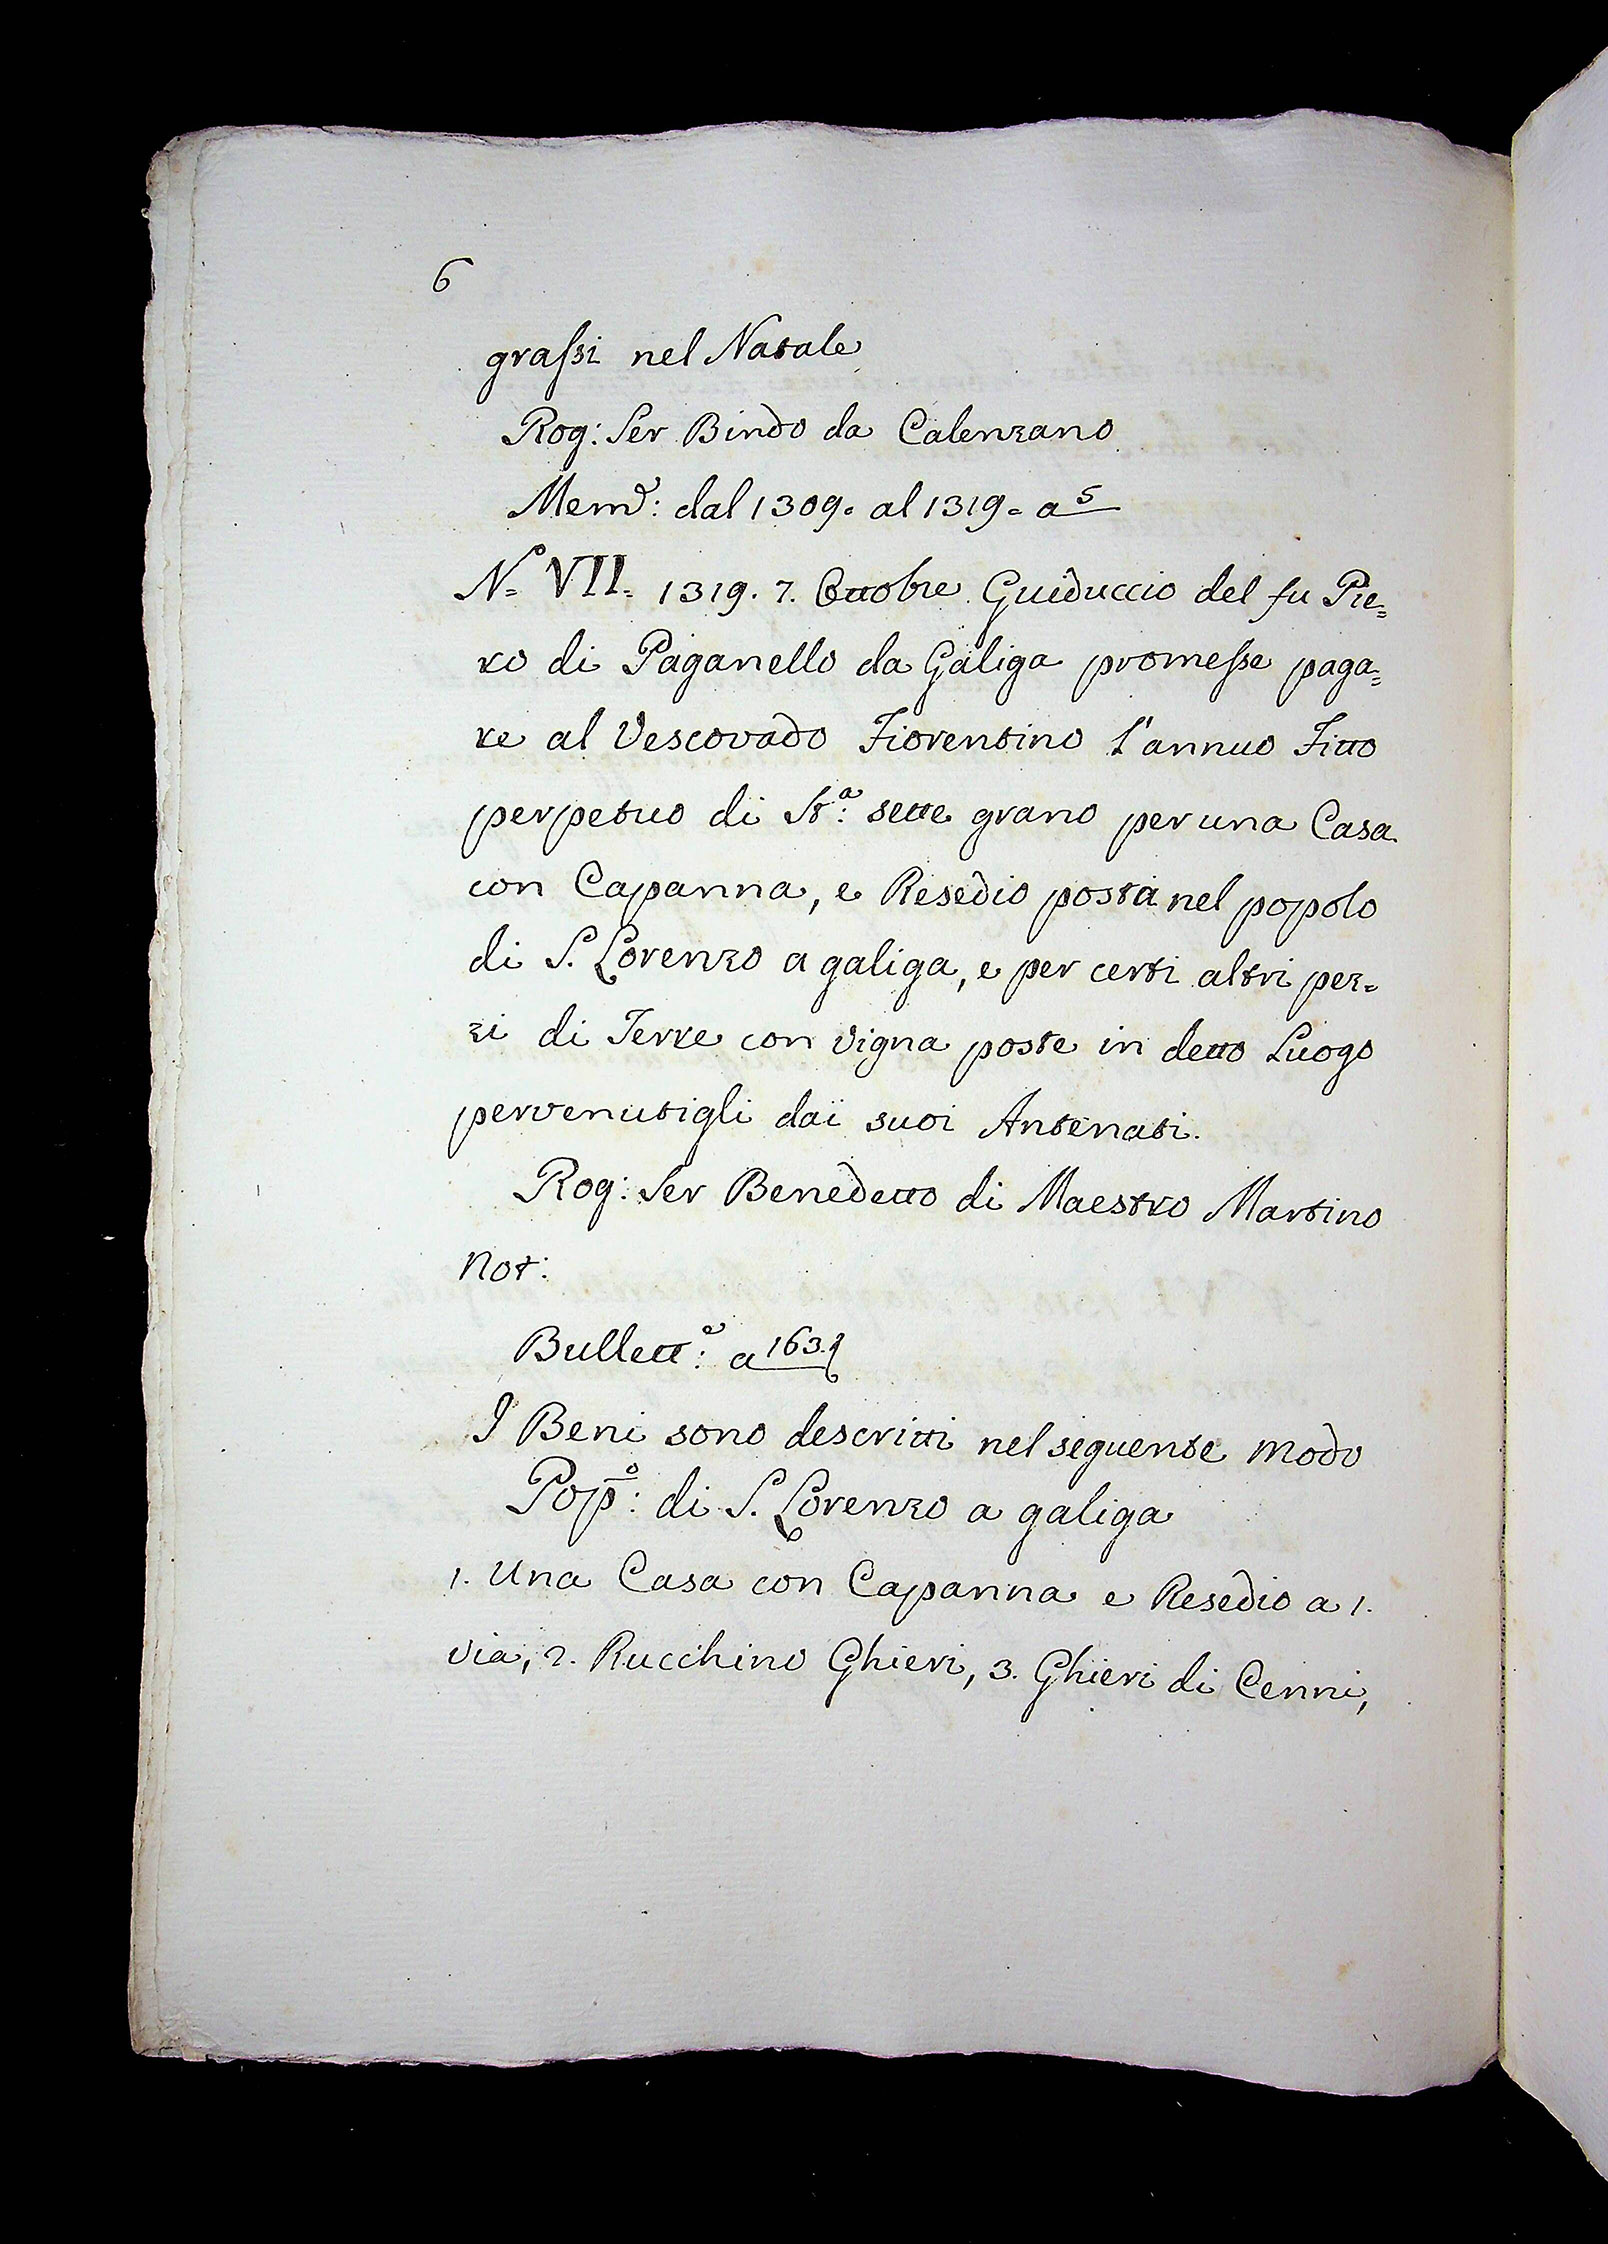 6
graſsi nel Natale
Rog: Ser Bindo da Calenzano
Mem.e: dal 1309. al 1319. a 5
N.o VII. 1319. 7. Ottobre Guiduccio del fu Pie=
ro di Paganello da Galiga promeſse paga=
re al Vescovado Fiorentino l'annuo Fitto
perpetuo di St.a: sette grano per una Casa
con Capanna, e Resedio posta nel popolo
di S. Lorenzo a galiga, e per certi altri pez=
zi di Terre con vigna poste in detto Luogo
pervenutigli dai suoi Antenati.
Rog: Ser Benedetto di Maestro Martino
Not:
Bullett.e: a 163.
I Beni sono descritti nel seguente modo
Pop.o: di S. Lorenzo a galiga
1. Una Casa con Capanna e Resedio a 1.
via, 2. Rucchino Ghieri, 3. Ghieri di Cenni,